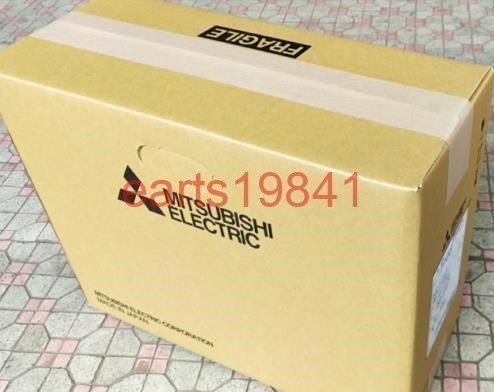 FRAGILE
earts19841
MITSUBISHI
ELECTRIC
MITSUBISHI ELECTRIC CORPORATION
MADE IN JAPAN